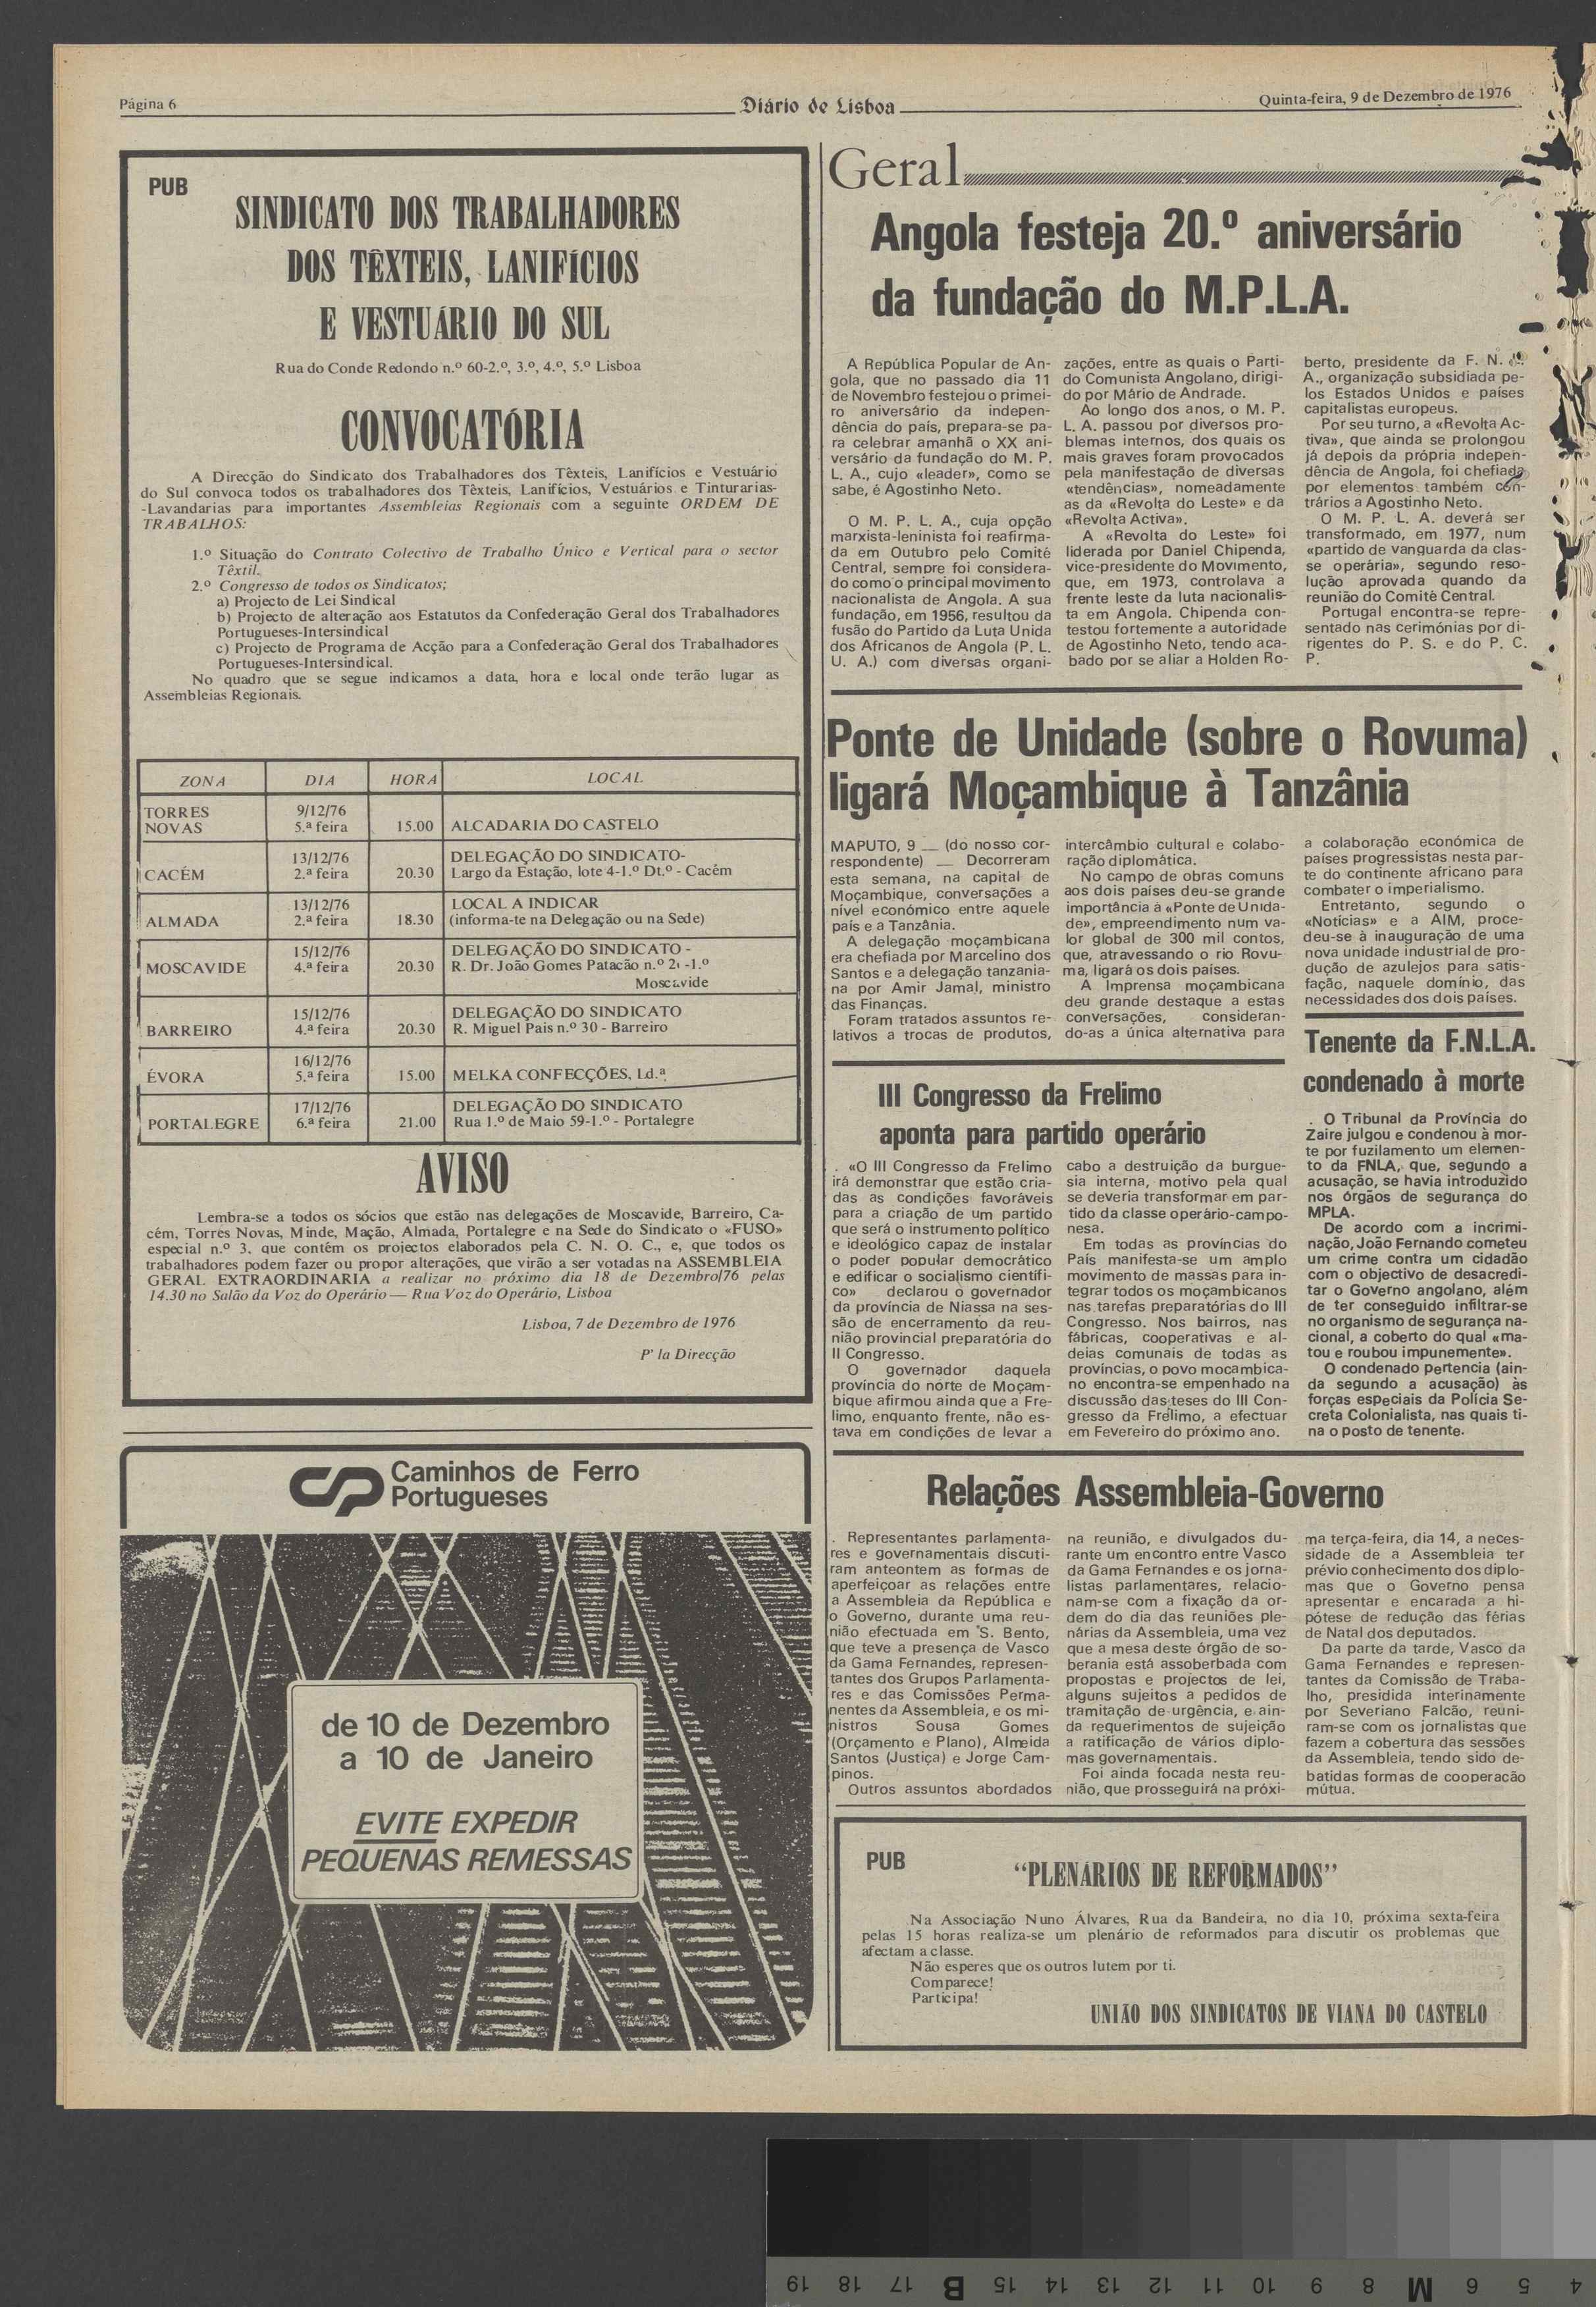 Página 6
Diário de Lisboa
Quinta-feira, 9 de Dezembro de 1976
PUB
SINDICATO DOS TRABALHADORES
DOS TÊXTEIS, LANIFÍCIOS
E VESTUÁRIO DO SUL
Rua do Conde Redondo n.º 60-2.º, 3.º, 4.º, 5.º Lisboa
CONVOCATÓRIA
A Direcção do Sindicato dos Trabalhadores dos Têxteis, Lanifícios e Vestuário
do Sul convoca todos os trabalhadores dos Têxteis, Lanifícios, Vestuários e Tinturarias-
-Lavandarias para importantes Assembleias Regionais com a seguinte ORDEM DE
TRABALHOS:
1.º Situação do Contrato Colectivo de Trabalho Único e Vertical para o sector
Têxtil.
2.º Congresso de todos os Sindicatos;
a) Projecto de Lei Sindical
b) Projecto de alteração aos Estatutos da Confederação Geral dos Trabalhadores
Portugueses-Intersindical
c) Projecto de Programa de Acção para a Confederação Geral dos Trabalhadores
Portugueses-Intersindical.
No quadro que se segue indicamos a data, hora e local onde terão lugar as
Assembleias Regionais.
ZONA DIA HORA LOCAL
TORRES 9/12/76
NOVAS 5.ª feira 15.00 ALCADARIA DO CASTELO
13/12/76 DELEGAÇÃO DO SINDICATO-
CACÉM 2.ª feira 20.30 Largo da Estação, lote 4-1.º Dt.º - Cacém
13/12/76 LOCAL A INDICAR
ALMADA 2.ª feira 18.30 (informa-te na Delegação ou na Sede)
15/12/76 DELEGAÇÃO DO SINDICATO -
MOSCAVIDE 4.ª feira 20.30 R. Dr. João Gomes Patacão n.º -1.º
Moscavide
15/12/76 DELEGAÇÃO DO SINDICATO
BARREIRO 4.ª feira 20.30 R. Miguel Pais n.º 30 - Barreiro
16/12/76
ÉVORA 5.ª feira 15.00 MELKA CONFECÇÕES, Ld.ª
17/12/76 DELEGAÇÃO DO SINDICATO
PORTALEGRE 6.ª feira 21.00 Rua 1.º de Maio 59-1.º - Portalegre
AVISO
Lembra-se a todos os sócios que estão nas delegações de Moscavide, Barreiro, Ca-
cém, Torres Novas, Minde, Mação, Almada, Portalegre e na Sede do Sindicato o «FUSO»
especial n.º 3, que contém os projectos elaborados pela C. N. O. C., e, que todos os
trabalhadores podem fazer ou propor alterações, que virão a ser votadas na ASSEMBLEIA
GERAL EXTRAORDINARIA a realizar no próximo dia 18 de Dezembro/76 pelas
14.30 no Salão da Voz do Operário — Rua Voz do Operário, Lisboa
Lisboa, 7 de Dezembro de 1976
P' la Direcção
CP Caminhos de Ferro
Portugueses
de 10 de Dezembro
a 10 de Janeiro
EVITE EXPEDIR
PEQUENAS REMESSAS
Geral
Angola festeja 20.º aniversário
da fundação do M.P.L.A.
A República Popular de An-
gola, que no passado dia 11
de Novembro festejou o primei-
ro aniversário da indepen-
dência do país, prepara-se pa-
ra celebrar amanhã o XX ani-
versário da fundação do M. P.
L. A., cujo «leader», como se
sabe, é Agostinho Neto.
O M. P. L. A., cuja opção
marxista-leninista foi reafirma-
da em Outubro pelo Comité
Central, sempre foi considera-
do como o principal movimento
nacionalista de Angola. A sua
fundação, em 1956, resultou da
fusão do Partido da Luta Unida
dos Africanos de Angola (P. L.
U. A.) com diversas organi-
zações, entre as quais o Parti-
do Comunista Angolano, dirigi-
do por Mário de Andrade.
Ao longo dos anos, o M. P.
L. A. passou por diversos pro-
blemas internos, dos quais os
mais graves foram provocados
pela manifestação de diversas
«tendências», nomeadamente
as da «Revolta do Leste» e da
«Revolta Activa».
A «Revolta do Leste» foi
liderada por Daniel Chipenda,
vice-presidente do Movimento,
que, em 1973, controlava a
frente leste da luta nacionalis-
ta em Angola. Chipenda con-
testou fortemente a autoridade
de Agostinho Neto, tendo aca-
bado por se aliar a Holden Ro-
berto, presidente da F. N. L.
A., organização subsidiada pe-
los Estados Unidos e países
capitalistas europeus.
Por seu turno, a «Revolta Ac-
tiva», que ainda se prolongou
já depois da própria indepen-
dência de Angola, foi chefiada
por elementos também con-
trários a Agostinho Neto.
O M. P. L. A. deverá ser
transformado, em 1977, num
«partido de vanguarda da clas-
se operária», segundo reso-
lução aprovada quando da
reunião do Comité Central.
Portugal encontra-se repre-
sentado nas cerimónias por di-
rigentes do P. S. e do P. C.
P.
Ponte de Unidade (sobre o Rovuma)
ligará Moçambique à Tanzânia
MAPUTO, 9 — (do nosso cor-
respondente) — Decorreram
esta semana, na capital de
Moçambique, conversações a
nível económico entre aquele
país e a Tanzânia.
A delegação moçambicana
era chefiada por Marcelino dos
Santos e a delegação tanzania-
na por Amir Jamal, ministro
das Finanças.
Foram tratados assuntos re-
lativos a trocas de produtos,
intercâmbio cultural e colabo-
ração diplomática.
No campo de obras comuns
aos dois países deu-se grande
importância à «Ponte de Unida-
de», empreendimento num va-
lor global de 300 mil contos,
que, atravessando o rio Rovu-
ma, ligará os dois países.
A Imprensa moçambicana
deu grande destaque a estas
conversações, consideran-
do-as a única alternativa para
a colaboração económica de
países progressistas nesta par-
te do continente africano para
combater o imperialismo.
Entretanto, segundo o
«Notícias» e a AIM, proce-
deu-se à inauguração de uma
nova unidade industrial de pro-
dução de azulejos para satis-
fação, naquele domínio, das
necessidades dos dois países.
III Congresso da Frelimo
aponta para partido operário
«O III Congresso da Frelimo
irá demonstrar que estão cria-
das as condições favoráveis
para a criação de um partido
que será o instrumento político
e ideológico capaz de instalar
o poder popular democrático
e edificar o socialismo científi-
co» declarou o governador
da província de Niassa na ses-
são de encerramento da reu-
nião provincial preparatória do
II Congresso.
O governador daquela
província do norte de Moçam-
bique afirmou ainda que a Fre-
limo, enquanto frente, não es-
tava em condições de levar a
cabo a destruição da burgue-
sia interna, motivo pela qual
se deveria transformar em par-
tido da classe operário-campo-
nesa.
Em todas as províncias do
País manifesta-se um amplo
movimento de massas para in-
tegrar todos os moçambicanos
nas tarefas preparatórias do III
Congresso. Nos bairros, nas
fábricas, cooperativas e al-
deias comunais de todas as
províncias, o povo mocambica-
no encontra-se empenhado na
discussão das teses do III Con-
gresso da Frelimo, a efectuar
em Fevereiro do próximo ano.
Tenente da F.N.L.A.
condenado à morte
O Tribunal da Província do
Zaire julgou e condenou à mor-
te por fuzilamento um elemen-
to da FNLA, que, segundo a
acusação, se havia introduzido
nos órgãos de segurança do
MPLA.
De acordo com a incrimi-
nação, João Fernando cometeu
um crime contra um cidadão
com o objectivo de desacredi-
tar o Governo angolano, além
de ter conseguido infiltrar-se
no organismo de segurança na-
cional, a coberto do qual «ma-
tou e roubou impunemente».
O condenado pertencia (ain-
da segundo a acusação) às
forças especiais da Polícia Se-
creta Colonialista, nas quais ti-
na o posto de tenente.
Relações Assembleia-Governo
Representantes parlamenta-
res e governamentais discuti-
ram anteontem as formas de
aperfeiçoar as relações entre
a Assembleia da República e
o Governo, durante uma reu-
nião efectuada em S. Bento,
que teve a presença de Vasco
da Gama Fernandes, represen-
tantes dos Grupos Parlamenta-
res e das Comissões Perma-
nentes da Assembleia, e os mi-
nistros Sousa Gomes
(Orçamento e Plano), Almeida
Santos (Justiça) e Jorge Cam-
pinos.
Outros assuntos abordados
na reunião, e divulgados du-
rante um encontro entre Vasco
da Gama Fernandes e os jorna-
listas parlamentares, relacio-
nam-se com a fixação da or-
dem do dia das reuniões ple-
nárias da Assembleia, uma vez
que a mesa deste órgão de so-
berania está assoberbada com
propostas e projectos de lei,
alguns sujeitos a pedidos de
tramitação de urgência, e ain-
da requerimentos de sujeição
a ratificação de vários diplo-
mas governamentais.
Foi ainda focada nesta reu-
nião, que prosseguirá na próxi-
ma terça-feira, dia 14, a neces-
sidade de a Assembleia ter
prévio conhecimento dos diplo-
mas que o Governo pensa
apresentar e encarada a hi-
pótese de redução das férias
de Natal dos deputados.
Da parte da tarde, Vasco da
Gama Fernandes e represen-
tantes da Comissão de Traba-
lho, presidida interinamente
por Severiano Falcão, reuni-
ram-se com os jornalistas que
fazem a cobertura das sessões
da Assembleia, tendo sido de-
batidas formas de cooperacão
mútua.
PUB
“PLENÁRIOS DE REFORMADOS”
Na Associação Nuno Álvares, Rua da Bandeira, no dia 10, próxima sexta-feira
pelas 15 horas realiza-se um plenário de reformados para discutir os problemas que
afectam a classe.
Não esperes que os outros lutem por ti.
Comparece!
Participa!
UNIÃO DOS SINDICATOS DE VIANA DO CASTELO
19 18 17 B 15 14 13 12 11 10 9 8 M 6 5 4